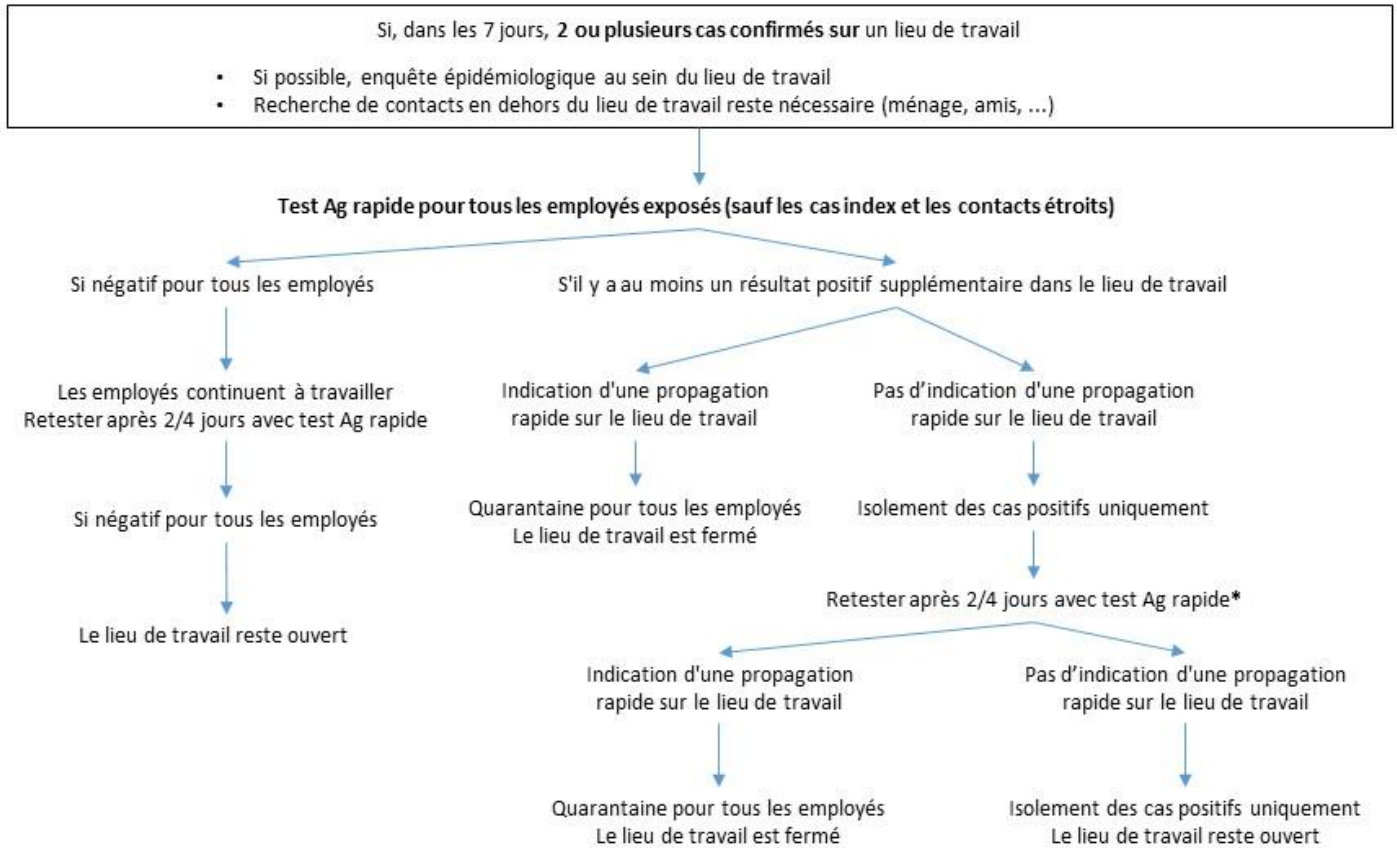 Si, dans les 7 jours, 2 ou plusieurs cas confirmés sur un lieu de travail
• Si possible, enquête épidémiologique au sein du lieu de travail
• Recherche de contacts en dehors du lieu de travail reste nécessaire (ménage, amis, ...)
Test Ag rapide pour tous les employés exposés (sauf les cas index et les contacts étroits)
Si négatif pour tous les employés
S'il y a au moins un résultat positif supplémentaire dans le lieu de travail
Les employés continuent à travailler
Retester après 2/4 jours avec test Ag rapide
Indication d'une propagation
rapide sur le lieu de travail
Pas d’indication d'une propagation
rapide sur le lieu de travail
Si négatif pour tous les employés
Quarantaine pour tous les employés
Le lieu de travail est fermé
Isolement des cas positifs uniquement
Le lieu de travail reste ouvert
Retester après 2/4 jours avec test Ag rapide*
Indication d'une propagation
rapide sur le lieu de travail
Pas d’indication d'une propagation
rapide sur le lieu de travail
Quarantaine pour tous les employés
Le lieu de travail est fermé
Isolement des cas positifs uniquement
Le lieu de travail reste ouvert